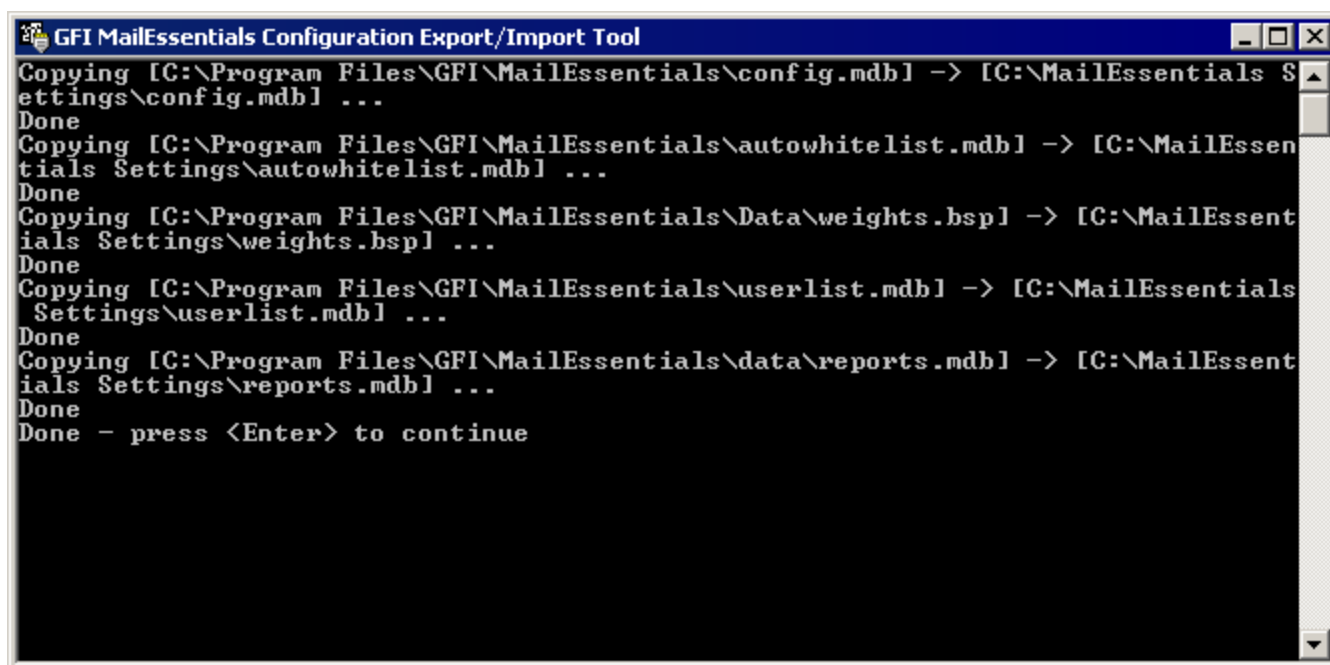 GFI MailEssentials Configuration Export/Import Tool
Copying [C:\Program Files\GFI\MailEssentials\config.mdb] -> [C:\MailEssentials S
ettings\config.mdb] ...
Done
Copying [C:\Program Files\GFI\MailEssentials\autowhitelist.mdb] -> [C:\MailEssen
tials Settings\autowhitelist.mdb] ...
Done
Copying [C:\Program Files\GFI\MailEssentials\Data\weights.bsp] -> [C:\MailEssent
ials Settings\weights.bsp] ...
Done
Copying [C:\Program Files\GFI\MailEssentials\userlist.mdb] -> [C:\MailEssentials
 Settings\userlist.mdb] ...
Done
Copying [C:\Program Files\GFI\MailEssentials\data\reports.mdb] -> [C:\MailEssent
ials Settings\reports.mdb] ...
Done
Done - press <Enter> to continue